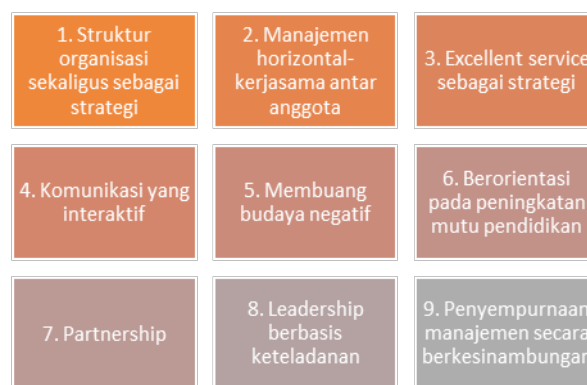 1. Struktur
organisasi
sekaligus sebagai
strategi
2. Manajemen
horizontal-
kerjasama antar
anggota
3. Excellent service
sebagai strategi
4. Komunikasi yang
interaktif
5. Membuang
budaya negatif
6. Berorientasi
pada peningkatan
mutu pendidikan
7. Partnership
8. Leadership
berbasis
keteladanan
9. Penyempurnaan
manajemen secara
berkesinambungan